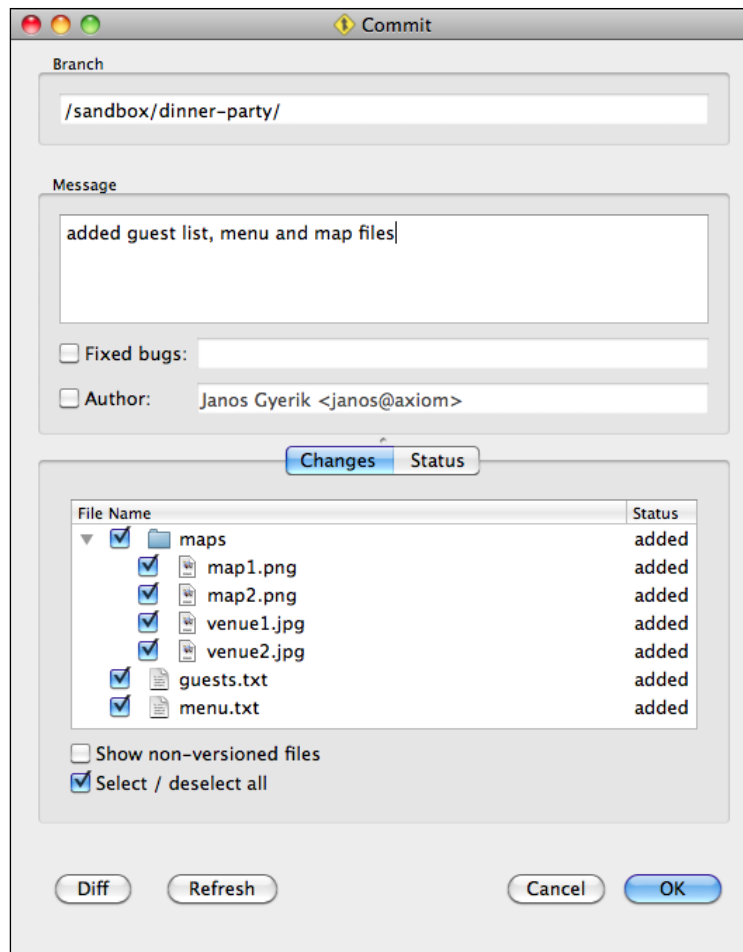 Commit
Branch
/sandbox/dinner-party/
Message
added guest list, menu and map files
Fixed bugs:
Author: Janos Gyerik <janos@axiom>
Changes Status
File Name Status
maps added
map1.png added
map2.png added
venue1.jpg added
venue2.jpg added
guests.txt added
menu.txt added
Show non-versioned files
Select / deselect all
Diff Refresh Cancel OK